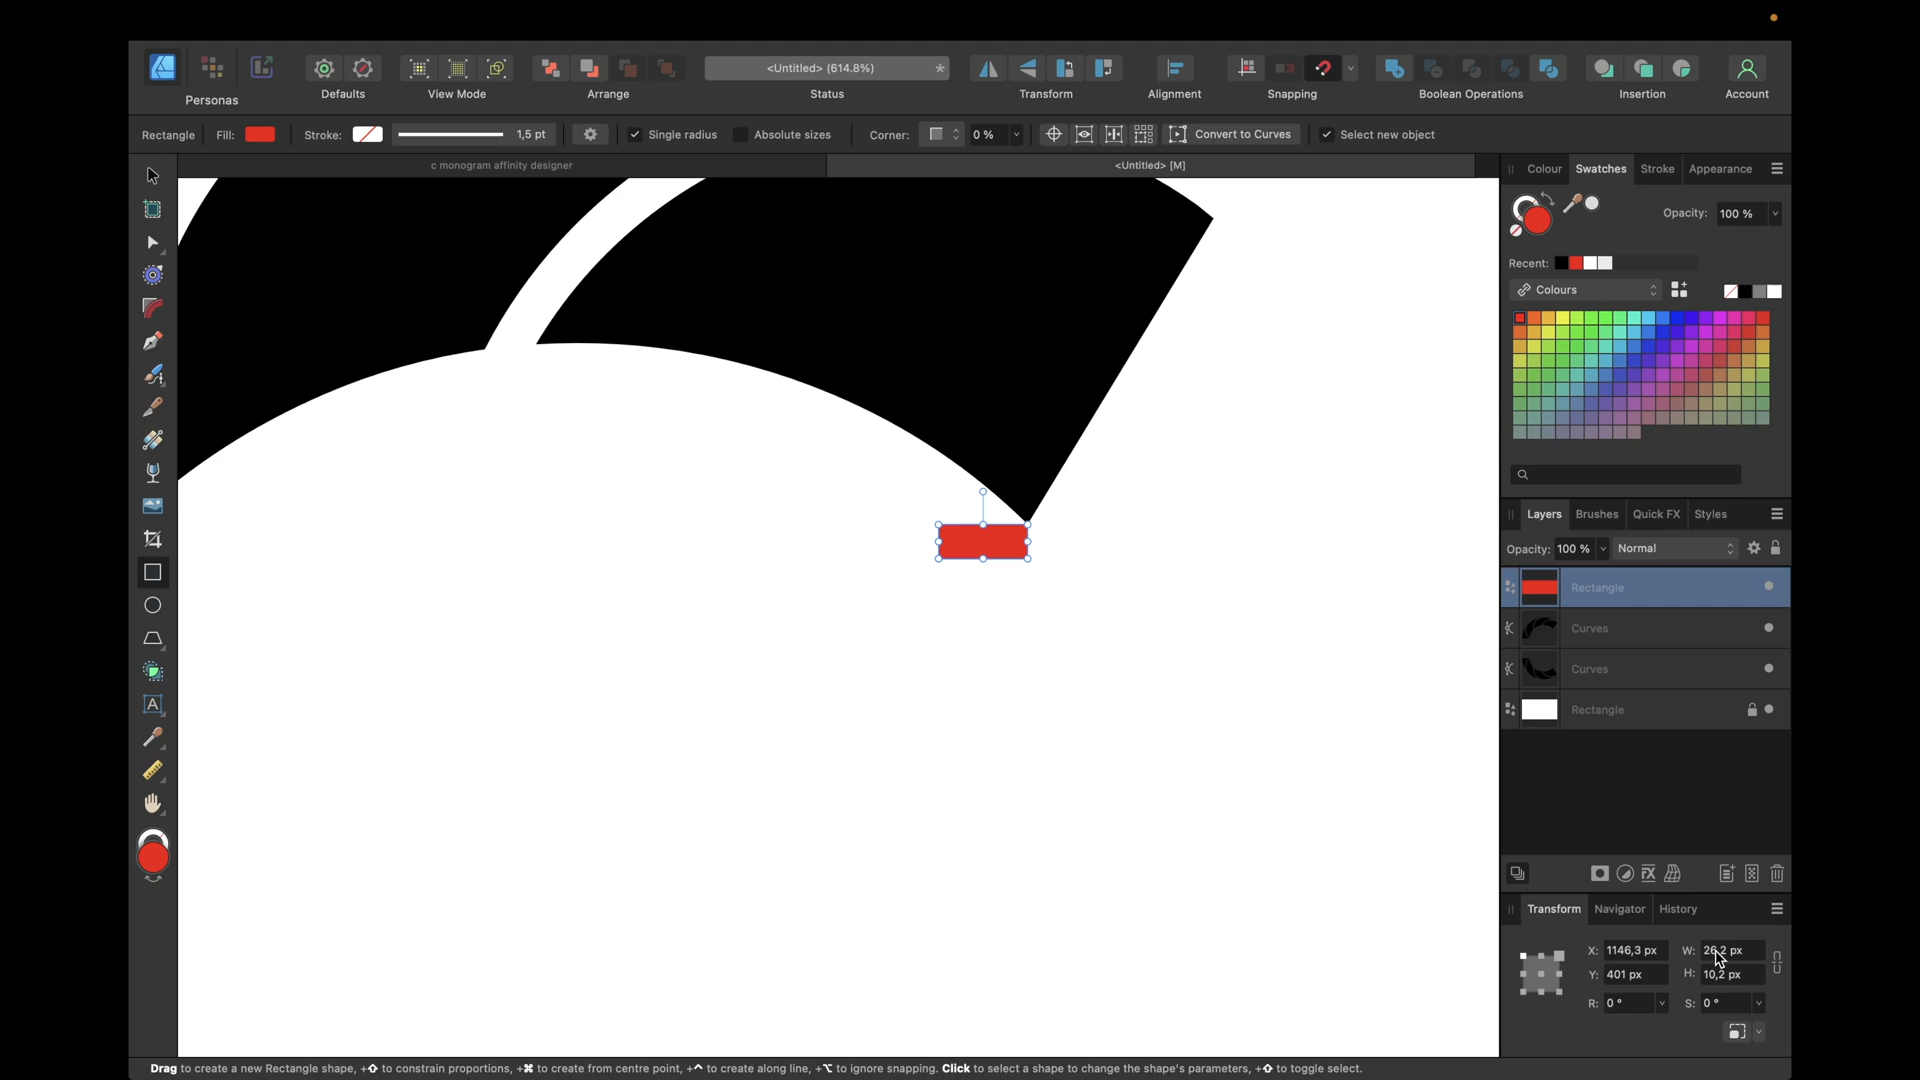 <Untitled> (614.8%)
*
Personas
Defaults
View Mode
Arrange
Status
Transform
Alignment
Snapping
Boolean Operations
Insertion
Account
Rectangle
Fill:
Stroke:
1,5 pt
Single radius
Absolute sizes
Corner:
0 %
Convert to Curves
Select new object
c monogram affinity designer
<Untitled> [M]
Colour
Swatches
Stroke
Appearance
Opacity:
100 %
Recent:
Colours
Layers
Brushes
Quick FX
Styles
Opacity:
100 %
Normal
Rectangle
Curves
Curves
Rectangle
Transform
Navigator
History
X: 1146,3 px
W: 26,2 px
Y: 401 px
H: 10,2 px
R: 0 °
S: 0 °
Drag to create a new Rectangle shape, +⇧ to constrain proportions, +⌘ to create from centre point, +⌃ to create along line, +⌥ to ignore snapping. Click to select a shape to change the shape's parameters, +⇧ to toggle select.